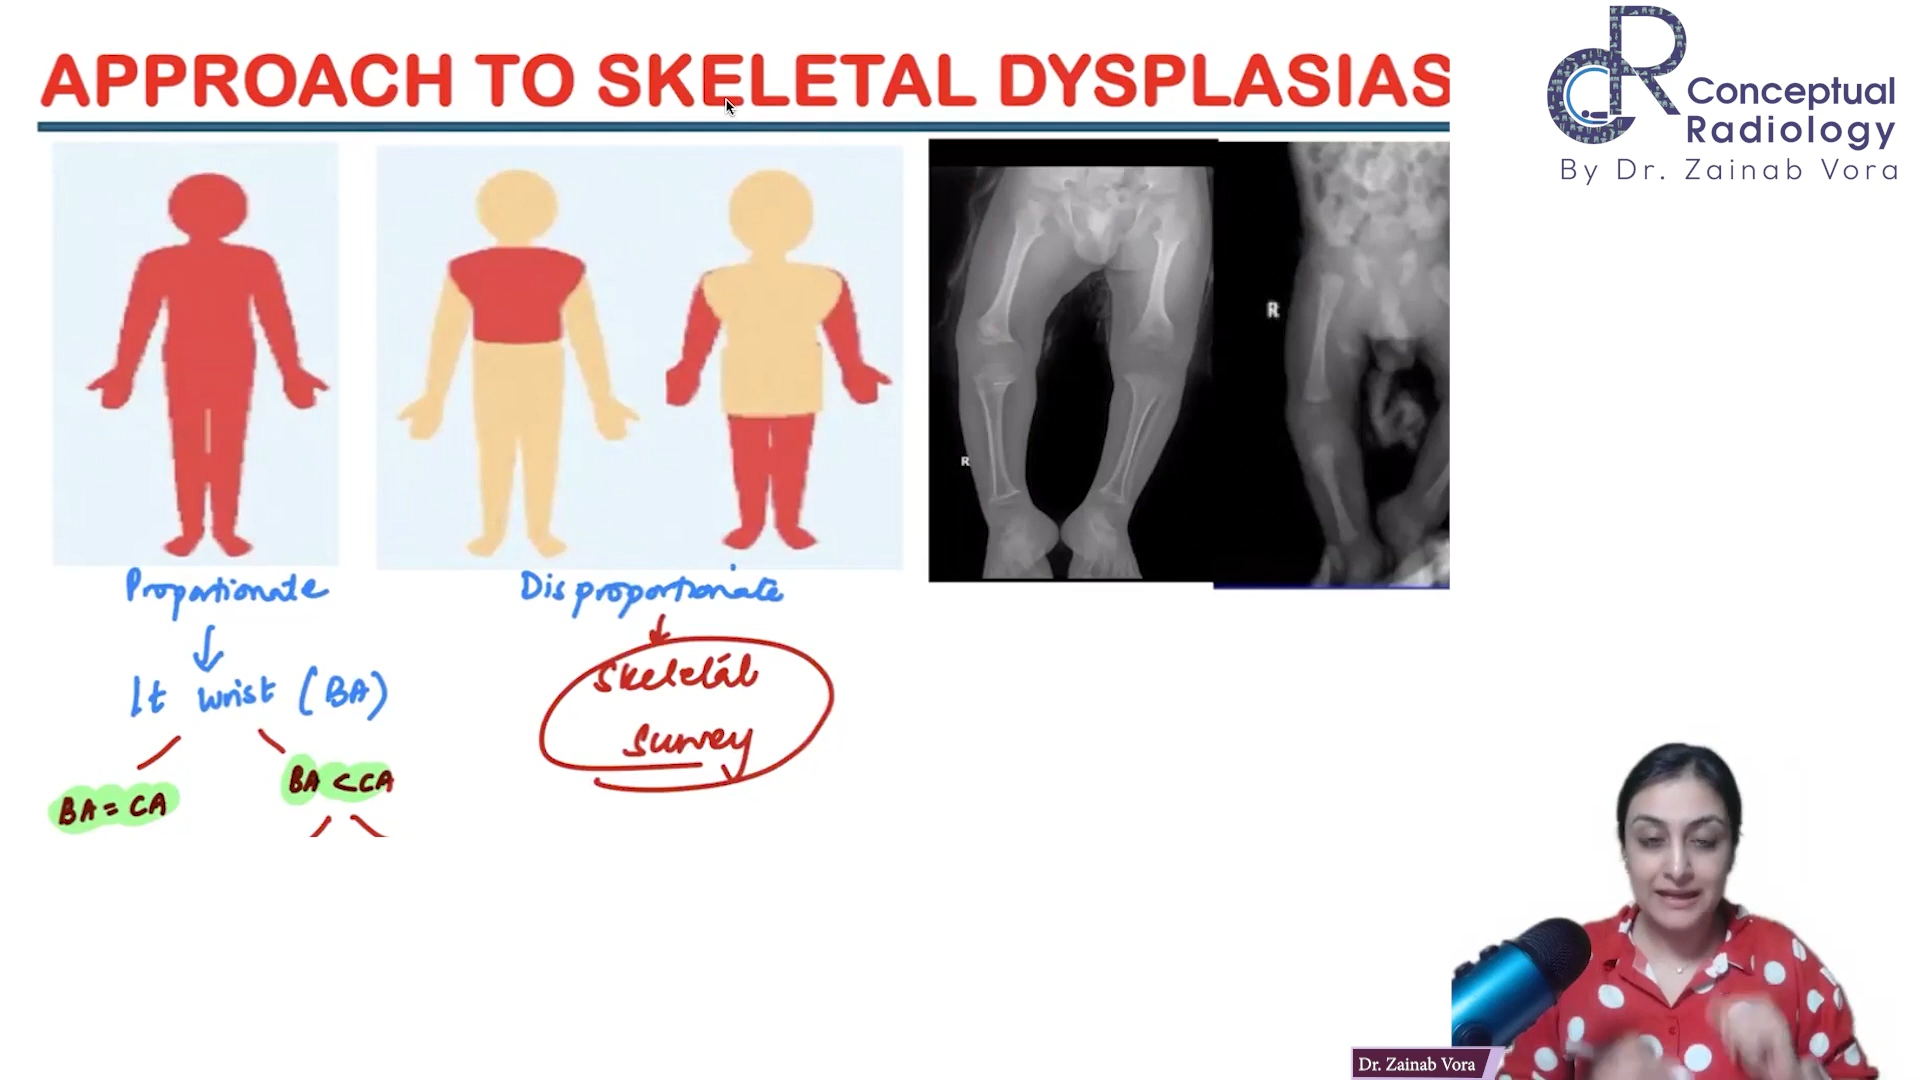 APPROACH TO SKELETAL DYSPLASIAS
Conceptual
Radiology
By Dr. Zainab Vora
R
R
Proportionate
Disproportionate
lt wrist (BA)
Skeletal
Survey
BA = CA
BA < CA
Dr. Zainab Vora